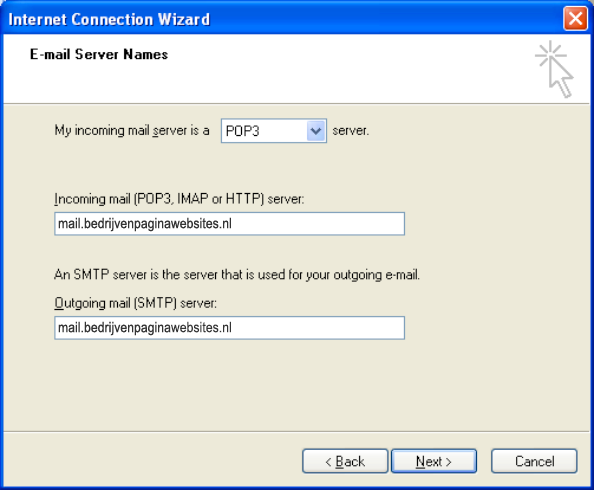 Internet Connection Wizard
E-mail Server Names
My incoming mail server is a POP3 server.
Incoming mail (POP3, IMAP or HTTP) server:
mail.bedrijvenpaginawebsites.nl
An SMTP server is the server that is used for your outgoing e-mail.
Outgoing mail (SMTP) server:
mail.bedrijvenpaginawebsites.nl
< Back Next > Cancel